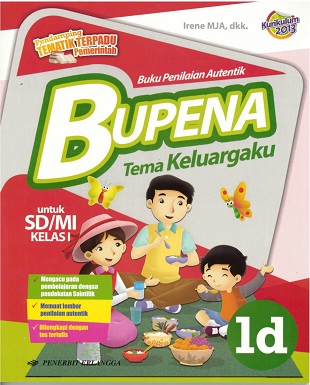 Irene MJA, dkk.
Kurikulum
2013
Pendamping
TEMATIK TERPADU
Pemerintah
Buku Penilaian Autentik
BUPENA
Tema Keluargaku
untuk
SD/MI
KELAS I
Mengacu pada
pembelajaran dengan
pendekatan Saintifik
Memuat lembar
penilaian autentik
Dilengkapi dengan
tes tertulis
1d
PENERBIT ERLANGGA